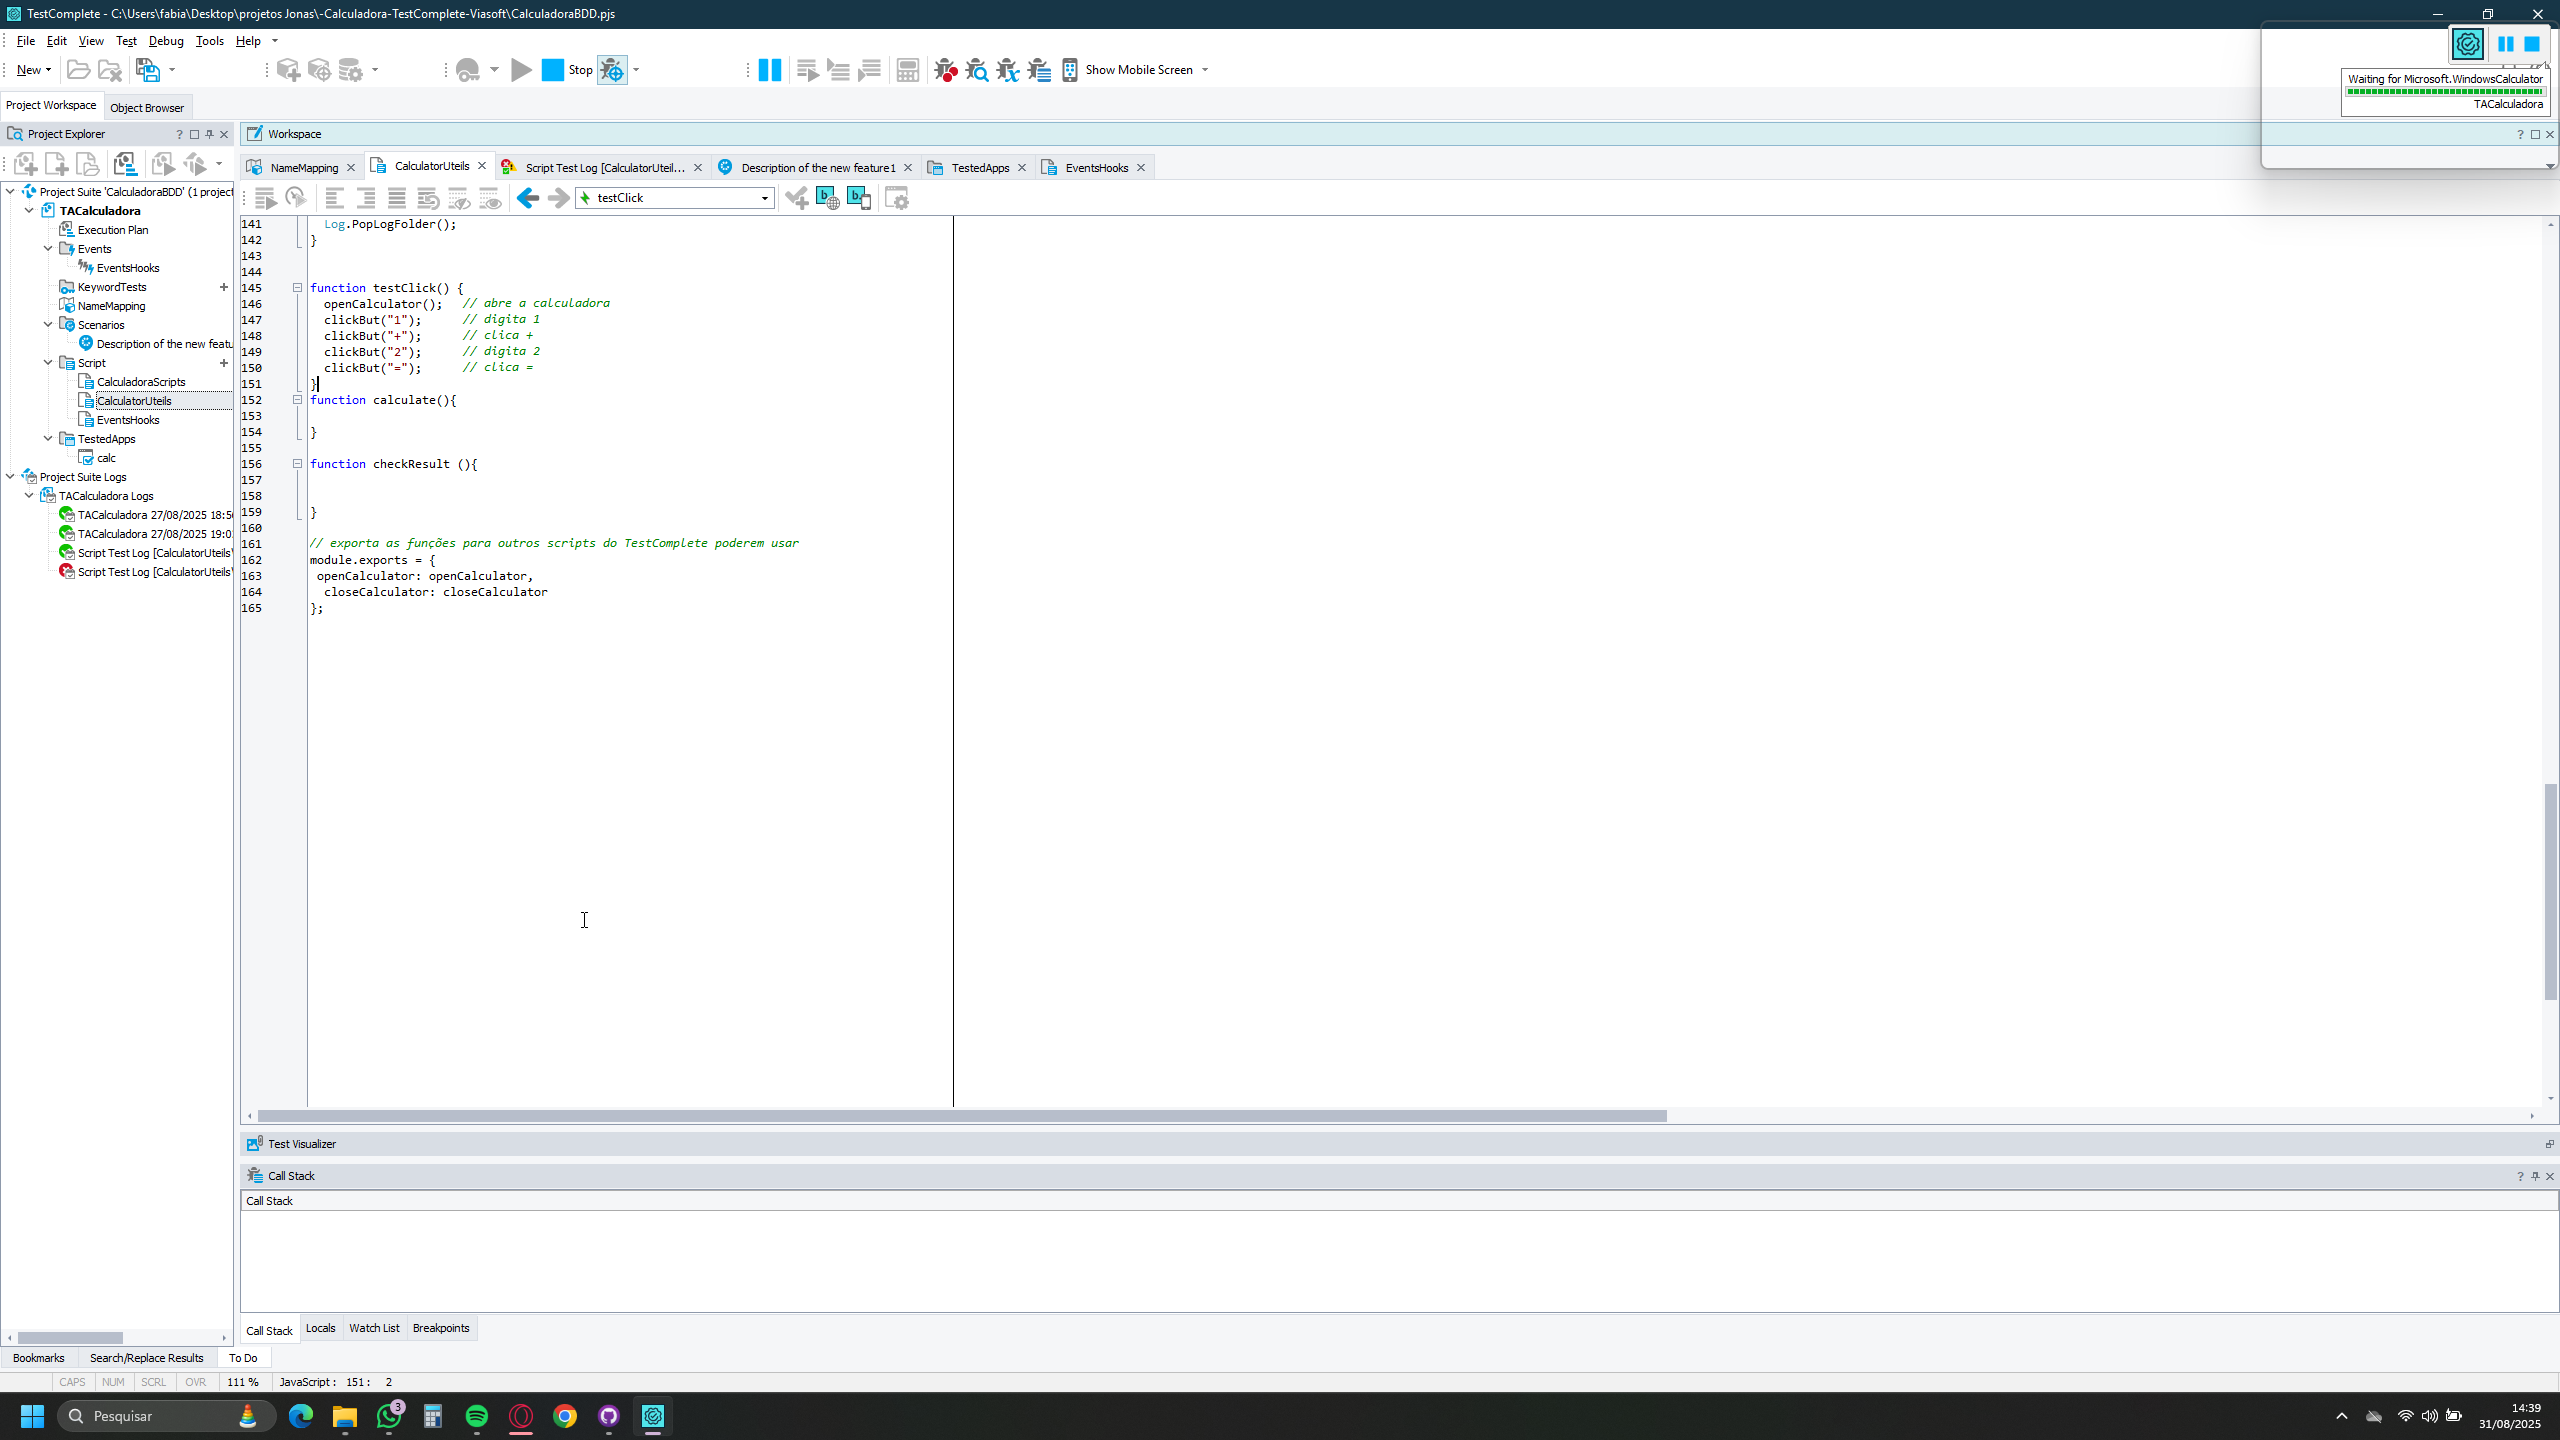 TestComplete - C:\Users\fabia\Desktop\projetos Jonas\-Calculadora-TestComplete-Viasoft\CalculadoraBDD.pjs
File Edit View Test Debug Tools Help
New Stop Show Mobile Screen
Waiting for Microsoft.WindowsCalculator
TACalculadora
Project Workspace Object Browser
Project Explorer
Workspace
NameMapping CalculatorUteils Script Test Log [CalculatorUteil... Description of the new feature1 TestedApps EventsHooks
testClick
Project Suite 'CalculadoraBDD' (1 project
TACalculadora
Execution Plan
Events
EventsHooks
KeywordTests
NameMapping
Scenarios
Description of the new featu
Script
CalculadoraScripts
CalculatorUteils
EventsHooks
TestedApps
calc
Project Suite Logs
TACalculadora Logs
TACalculadora 27/08/2025 18:5
TACalculadora 27/08/2025 19:0
Script Test Log [CalculatorUteils\
Script Test Log [CalculatorUteils\
141 Log.PopLogFolder();
142 }
143
144
145 function testClick() {
146 openCalculator(); // abre a calculadora
147 clickBut("1"); // digita 1
148 clickBut("+"); // clica +
149 clickBut("2"); // digita 2
150 clickBut("="); // clica =
151 }
152 function calculate(){
153
154 }
155
156 function checkResult (){
157
158
159 }
160
161 // exporta as funções para outros scripts do TestComplete poderem usar
162 module.exports = {
163 openCalculator: openCalculator,
164 closeCalculator: closeCalculator
165 };
Test Visualizer
Call Stack
Call Stack
Call Stack Locals Watch List Breakpoints
Bookmarks Search/Replace Results To Do
CAPS NUM SCRL OVR 111 % JavaScript: 151: 2
Pesquisar
3
14:39
31/08/2025